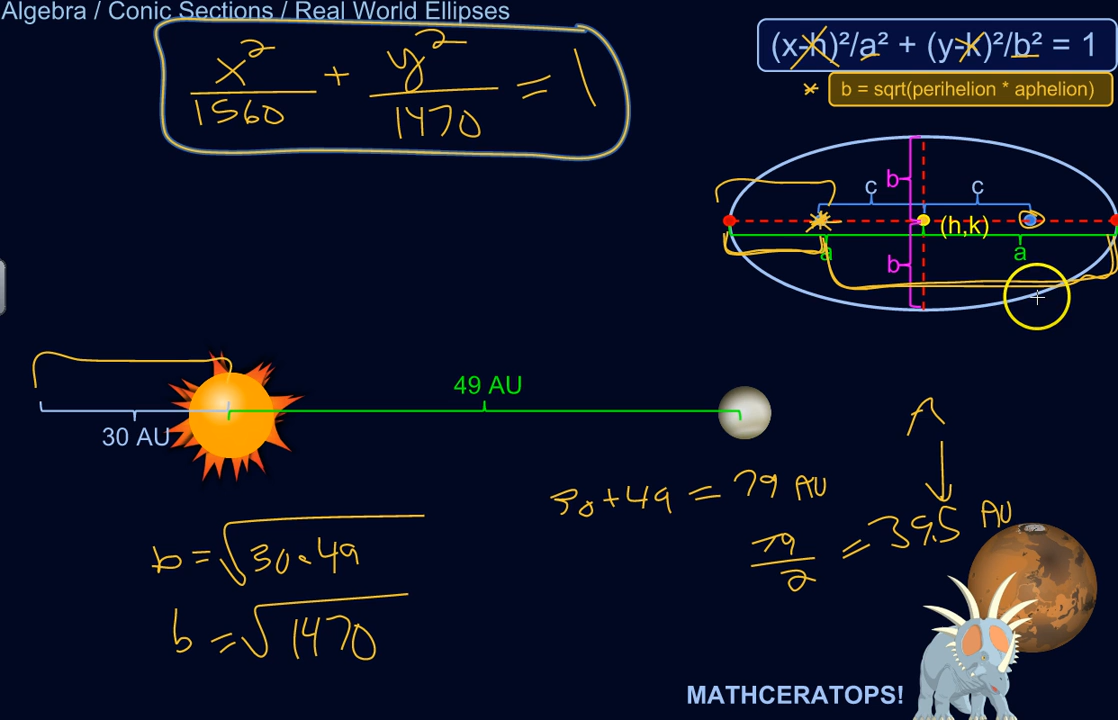 Algebra / Conic Sections / Real World Ellipses
x²/1560 + y²/1470 = 1
(x-h)²/a² + (y-k)²/b² = 1
* b = sqrt(perihelion * aphelion)
b c c
(h,k)
a b a
49 AU
30 AU
A
30+49 = 79 AU
79/2 = 39.5 AU
b = √30·49
b = √1470
MATHCERATOPS!